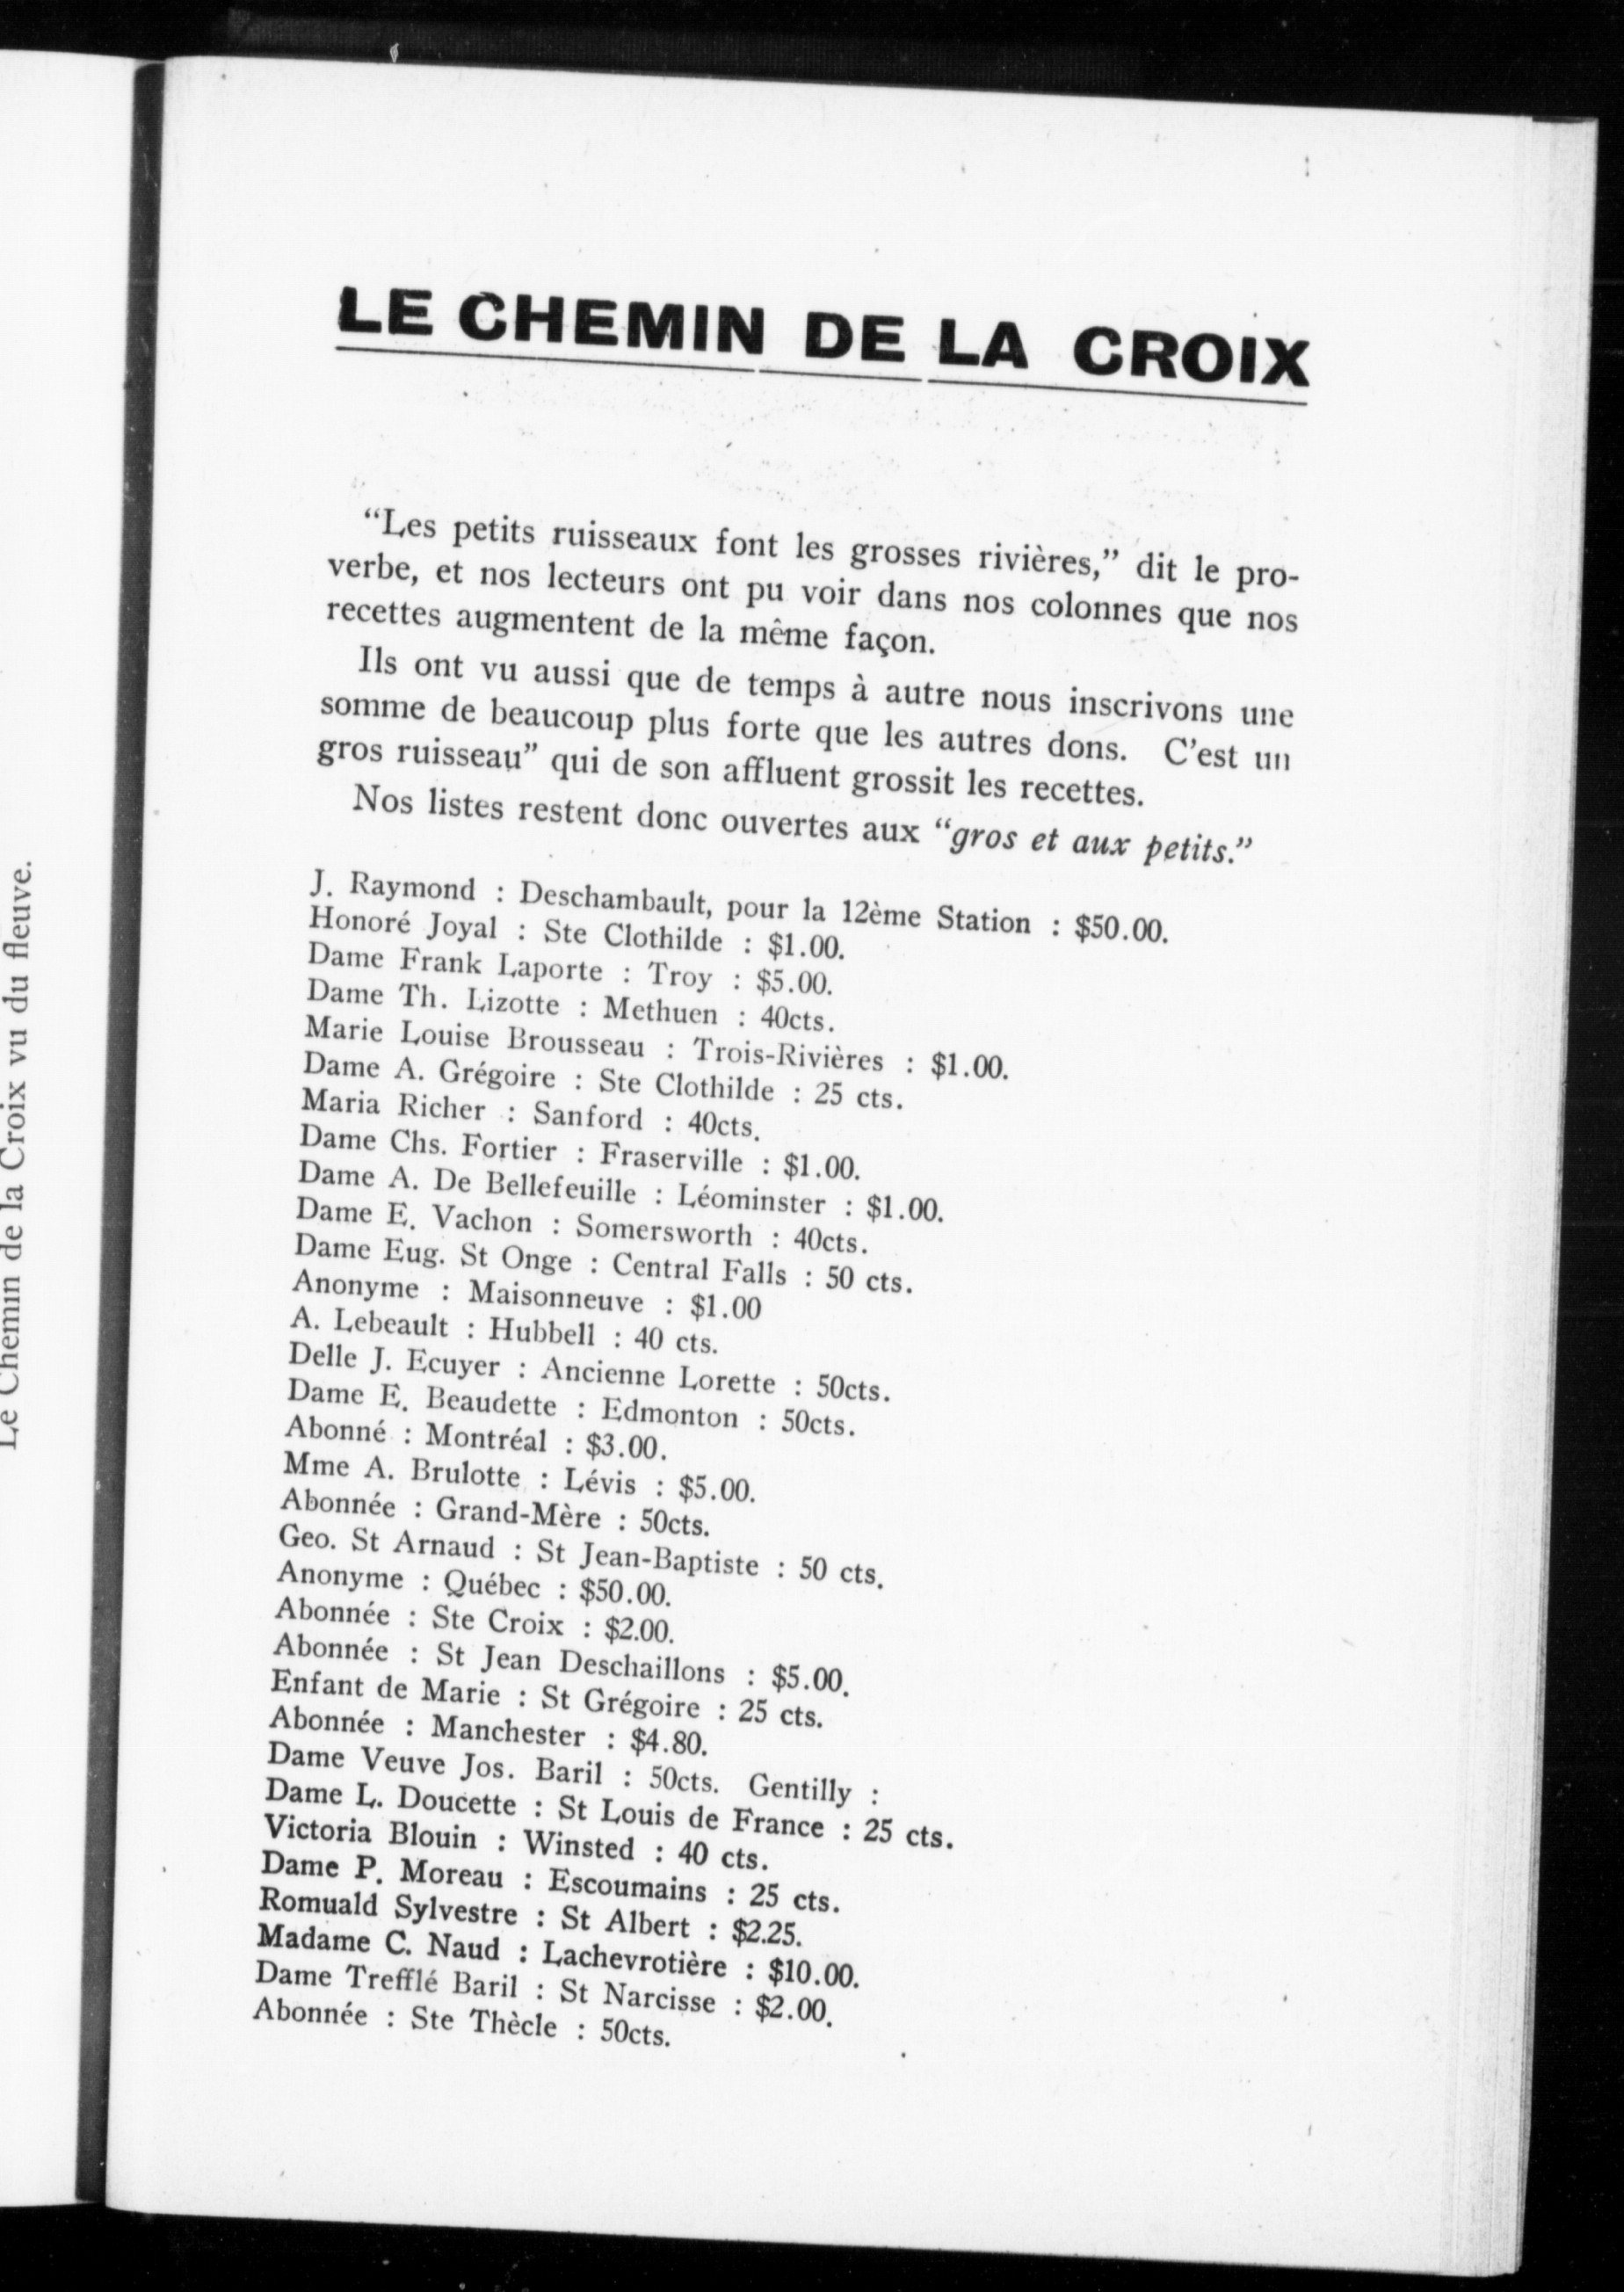 Le Chemin de la Croix vu du fleuve.
LE CHEMIN DE LA CROIX
“Les petits ruisseaux font les grosses rivières,” dit le pro-
verbe, et nos lecteurs ont pu voir dans nos colonnes que nos
recettes augmentent de la même façon.
Ils ont vu aussi que de temps à autre nous inscrivons une
somme de beaucoup plus forte que les autres dons. C’est un
gros ruisseau” qui de son affluent grossit les recettes.
Nos listes restent donc ouvertes aux “gros et aux petits.”
J. Raymond : Deschambault, pour la 12ème Station : $50.00.
Honoré Joyal : Ste Clothilde : $1.00.
Dame Frank Laporte : Troy : $5.00.
Dame Th. Lizotte : Methuen : 40cts.
Marie Louise Brousseau : Trois-Rivières : $1.00.
Dame A. Grégoire : Ste Clothilde : 25 cts.
Maria Richer : Sanford : 40cts.
Dame Chs. Fortier : Fraserville : $1.00.
Dame A. De Bellefeuille : Léominster : $1.00.
Dame E. Vachon : Somersworth : 40cts.
Dame Eug. St Onge : Central Falls : 50 cts.
Anonyme : Maisonneuve : $1.00
A. Lebeault : Hubbell : 40 cts.
Delle J. Ecuyer : Ancienne Lorette : 50cts.
Dame E. Beaudette : Edmonton : 50cts.
Abonné : Montréal : $3.00.
Mme A. Brulotte : Lévis : $5.00.
Abonnée : Grand-Mère : 50cts.
Geo. St Arnaud : St Jean-Baptiste : 50 cts.
Anonyme : Québec : $50.00.
Abonnée : Ste Croix : $2.00.
Abonnée : St Jean Deschaillons : $5.00.
Enfant de Marie : St Grégoire : 25 cts.
Abonnée : Manchester : $4.80.
Dame Veuve Jos. Baril : 50cts. Gentilly :
Dame L. Doucette : St Louis de France : 25 cts.
Victoria Blouin : Winsted : 40 cts.
Dame P. Moreau : Escoumains : 25 cts.
Romuald Sylvestre : St Albert : $2.25.
Madame C. Naud : Lachevrotière : $10.00.
Dame Trefflé Baril : St Narcisse : $2.00.
Abonnée : Ste Thècle : 50cts.